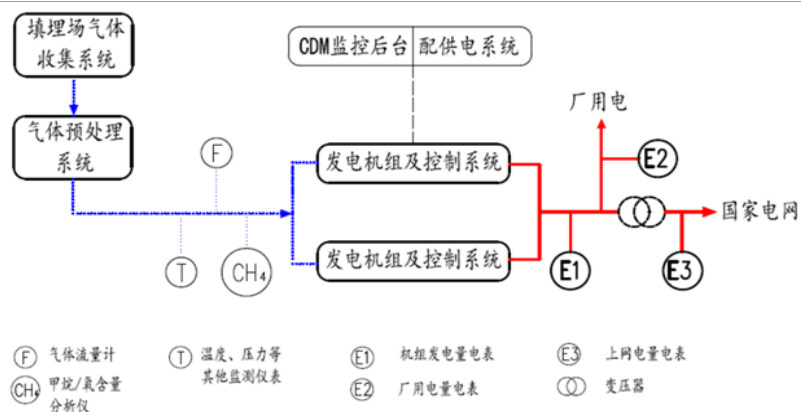 填埋场气体
收集系统
CDM监控后台 配供电系统
厂用电
气体预处理
系统
F
发电机组及控制系统
E2
国家电网
T
CH₄
发电机组及控制系统
E1
E3
F 气体流量计
T 温度、压力等
其他监测仪表
E1 机组发电量电表
E3 上网电量电表
CH₄ 甲烷/氧含量
分析仪
E2 厂用电量电表
变压器